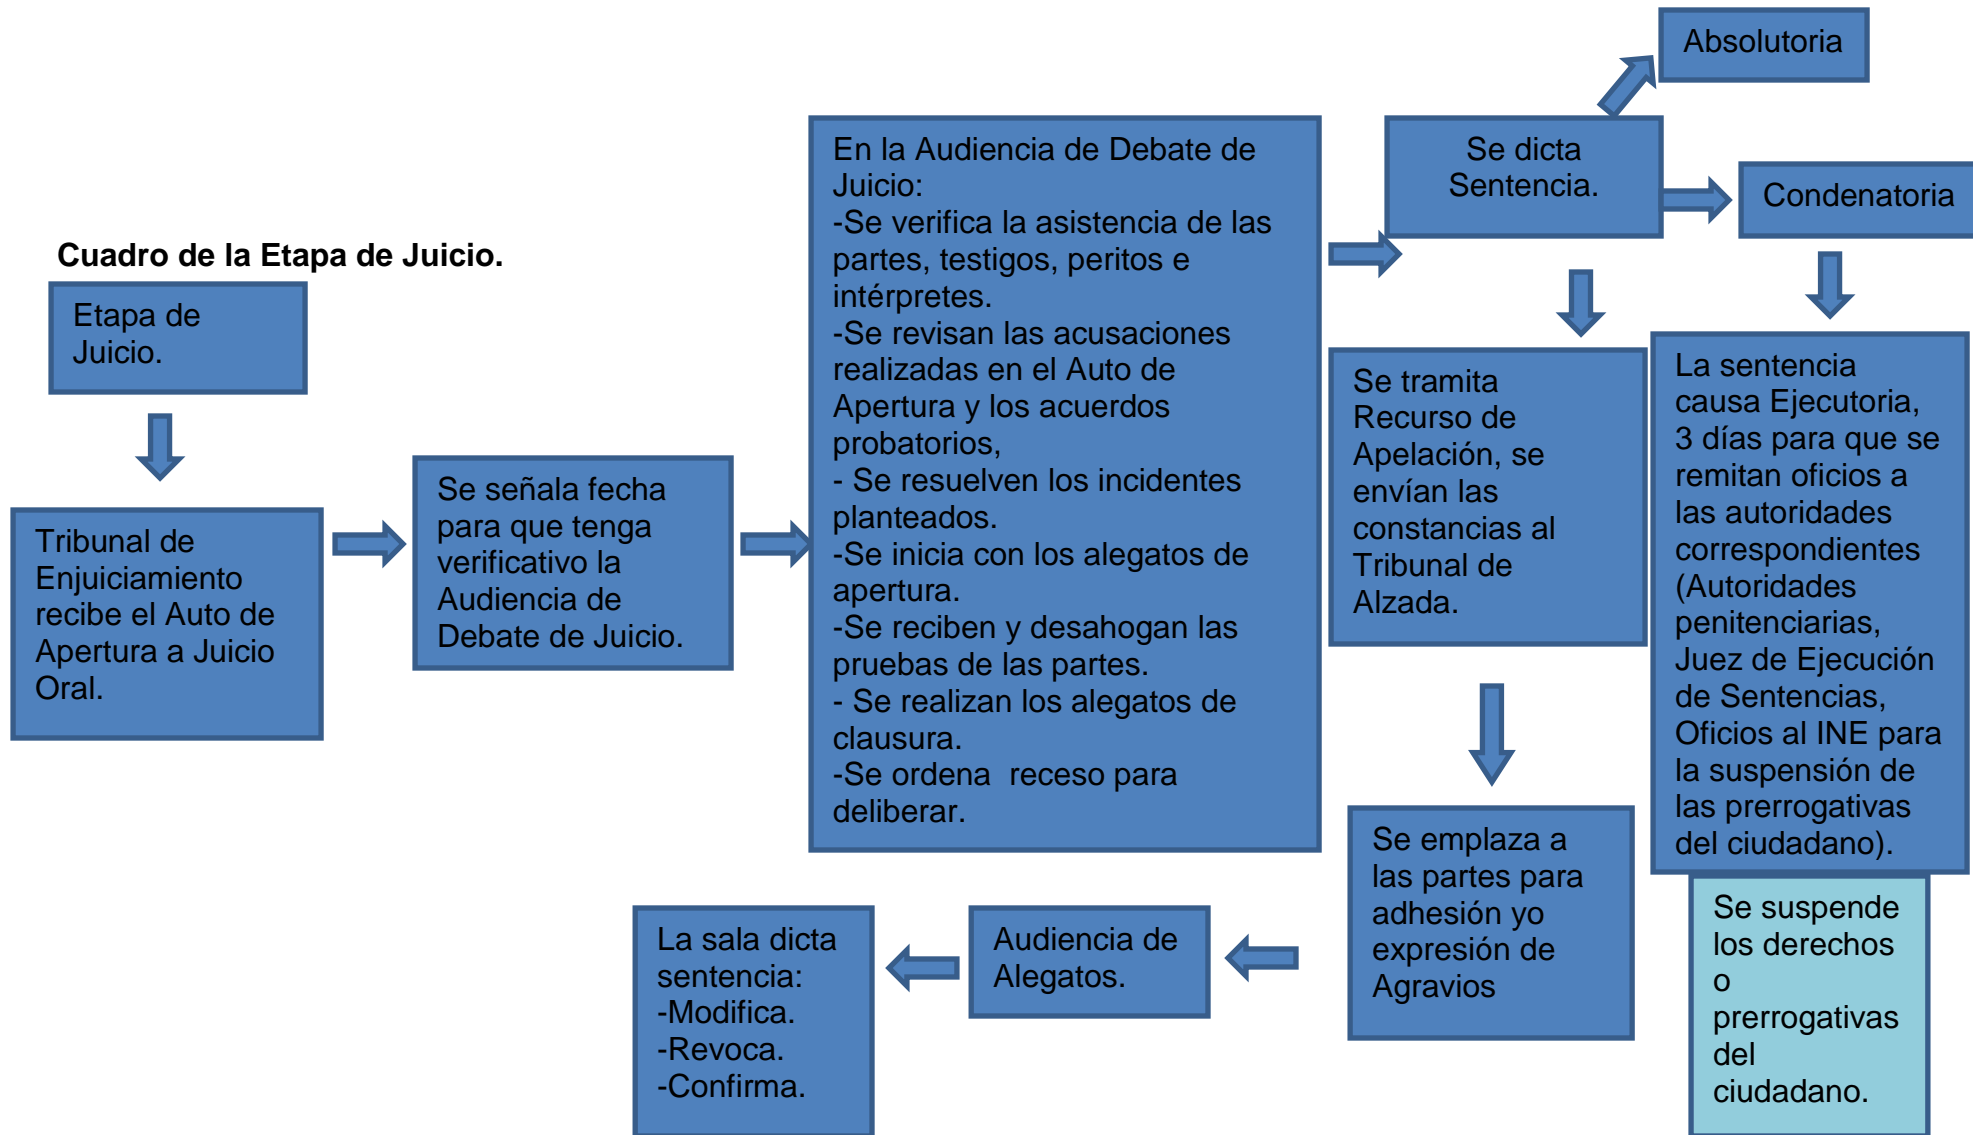 Cuadro de la Etapa de Juicio.
Etapa de
Juicio.
Tribunal de
Enjuiciamiento
recibe el Auto de
Apertura a Juicio
Oral.
Se señala fecha
para que tenga
verificativo la
Audiencia de
Debate de Juicio.
En la Audiencia de Debate de
Juicio:
-Se verifica la asistencia de las
partes, testigos, peritos e
intérpretes.
-Se revisan las acusaciones
realizadas en el Auto de
Apertura y los acuerdos
probatorios,
- Se resuelven los incidentes
planteados.
-Se inicia con los alegatos de
apertura.
-Se reciben y desahogan las
pruebas de las partes.
- Se realizan los alegatos de
clausura.
-Se ordena  receso para
deliberar.
Se dicta
Sentencia.
Absolutoria
Condenatoria
La sentencia
causa Ejecutoria,
3 días para que se
remitan oficios a
las autoridades
correspondientes
(Autoridades
penitenciarias,
Juez de Ejecución
de Sentencias,
Oficios al INE para
la suspensión de
las prerrogativas
del ciudadano).
Se suspende
los derechos
o
prerrogativas
del
ciudadano.
Se tramita
Recurso de
Apelación, se
envían las
constancias al
Tribunal de
Alzada.
Se emplaza a
las partes para
adhesión yo
expresión de
Agravios
Audiencia de
Alegatos.
La sala dicta
sentencia:
-Modifica.
-Revoca.
-Confirma.